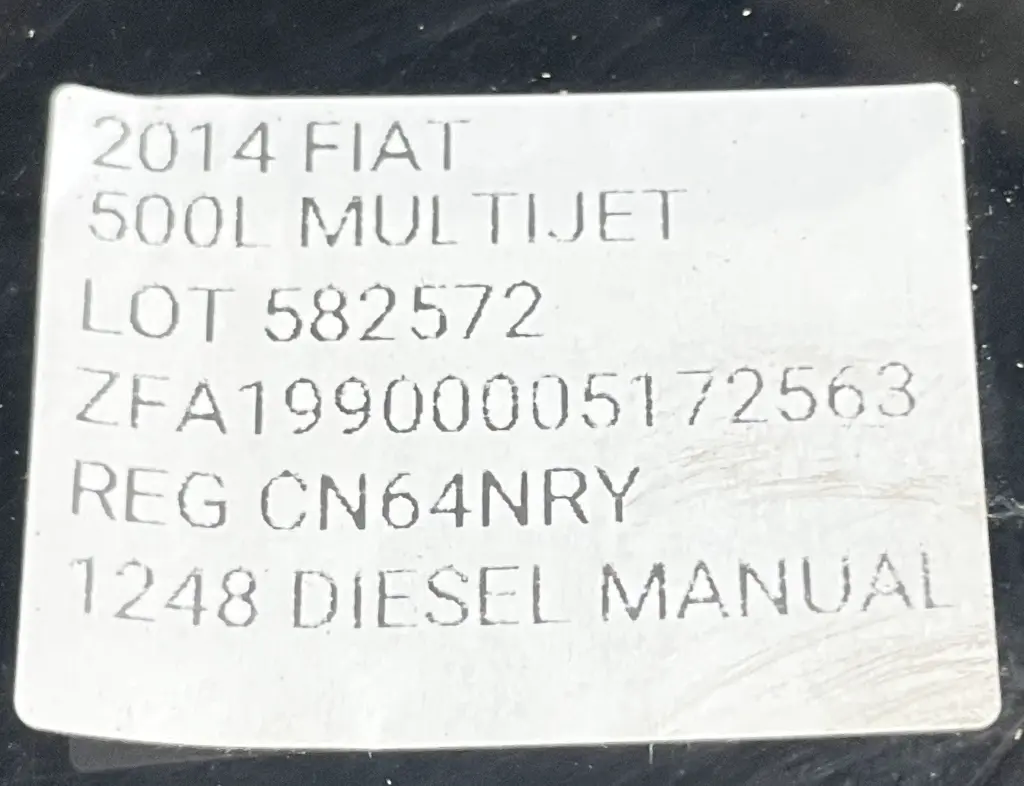 2014 FIAT
500L MULTIJET
LOT 582572
ZFA19900005172563
REG CN64NRY
1248 DIESEL MANUAL